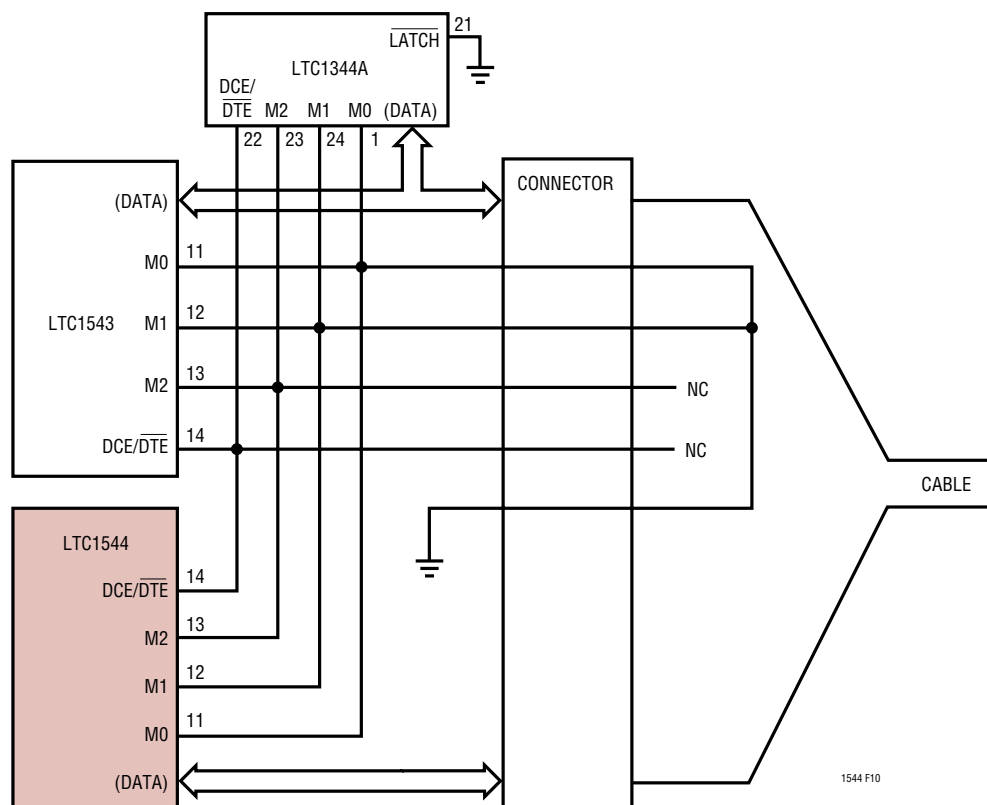 LATCH
21
LTC1344A
DCE/
DTE M2 M1 M0 (DATA)
22 23 24 1
CONNECTOR
(DATA)
M0 11
LTC1543
M1 12
M2 13
NC
DCE/DTE 14
NC
CABLE
LTC1544
DCE/DTE 14
M2 13
M1 12
M0 11
(DATA)
1544 F10